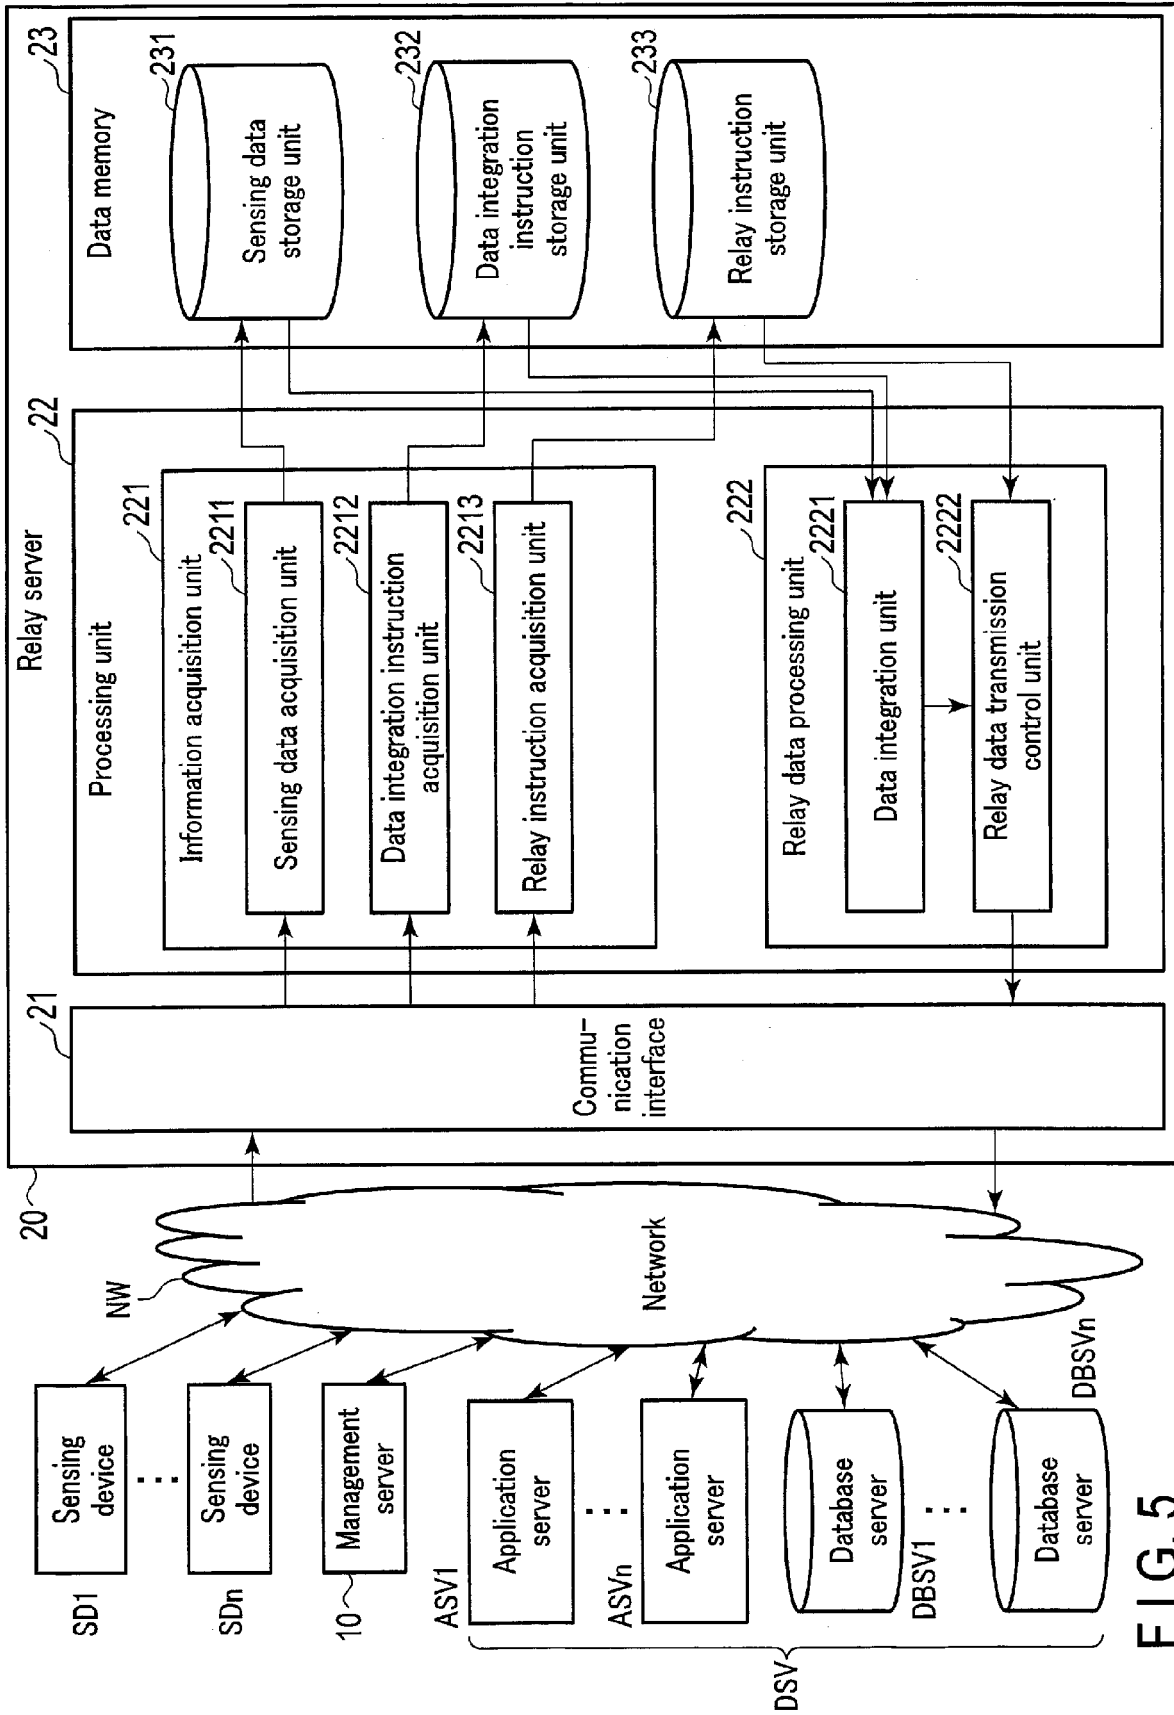 Relay server
20
21
Commu-
nication
interface
22
Processing unit
221
Information acquisition unit
2211
Sensing data acquisition unit
2212
Data integration instruction
acquisition unit
2213
Relay instruction acquisition unit
222
Relay data processing unit
2221
Data integration unit
2222
Relay data transmission
control unit
23
Data memory
231
Sensing data
storage unit
232
Data integration
instruction
storage unit
233
Relay instruction
storage unit
NW
Network
SD1
Sensing
device
SDn
Sensing
device
10
Management
server
ASV1
Application
server
ASVn
Application
server
Database
server
DBSV1
Database
server
DBSVn
DSV
FIG. 5